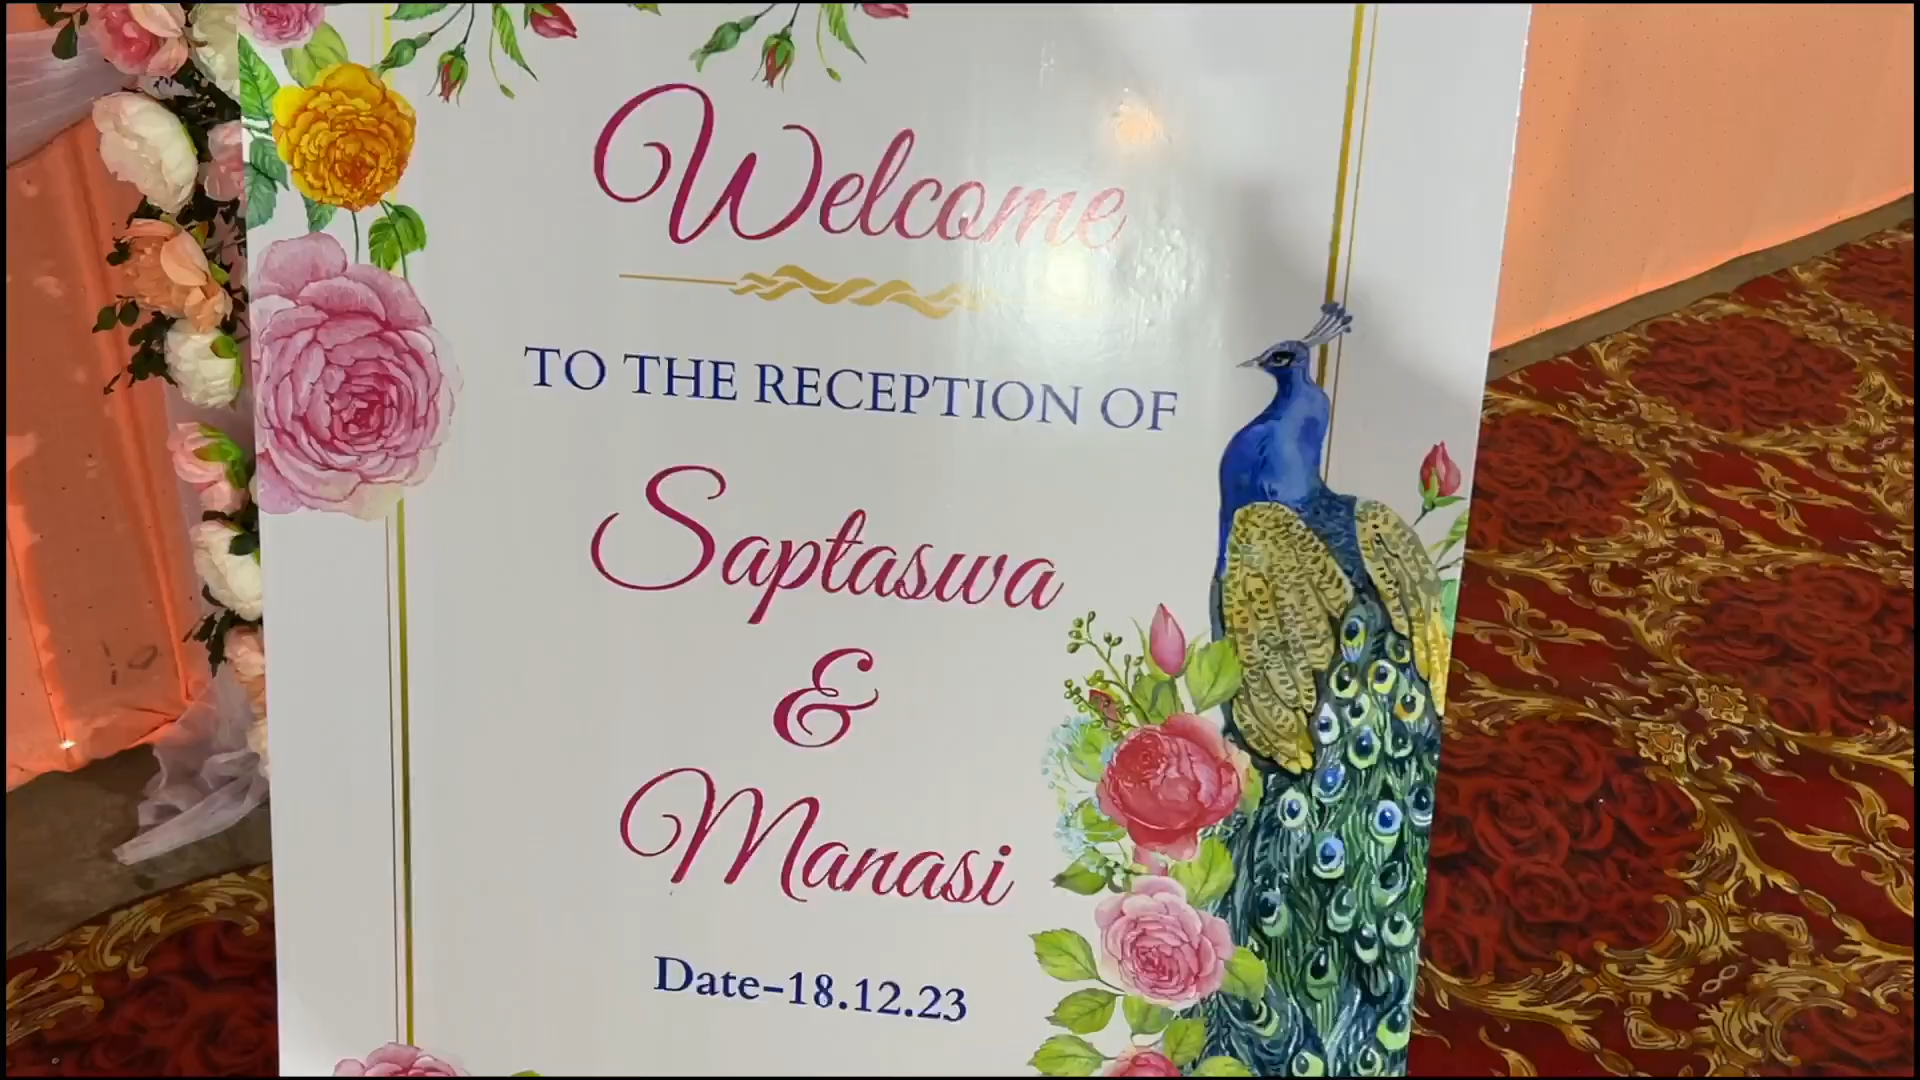 Welcome
TO THE RECEPTION OF
Saptaswa
&
Manasi
Date-18.12.23